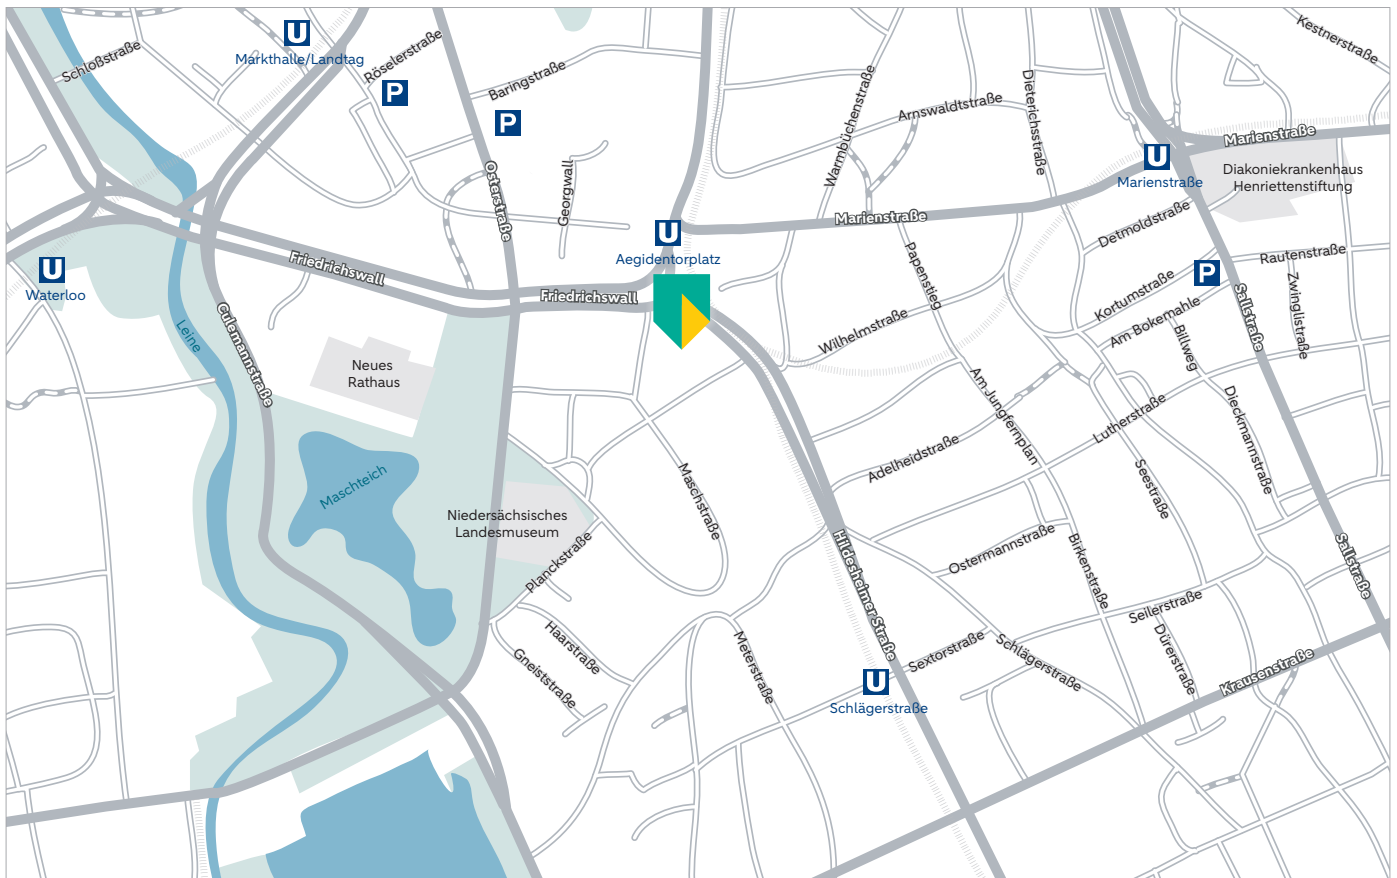 U
Markthalle/Landtag
Schloßstraße
Röselerstraße
P
Baringstraße
P
Osterstraße
Georgwall
Warmbüchenstraße
Arnswaldtstraße
Dieterichsstraße
Kestnerstraße
Marienstraße
U
Marienstraße
Diakoniekrankenhaus
Henriettenstiftung
Marienstraße
Detmoldstraße
U
Aegidentorplatz
Friedrichswall
Friedrichswall
U
Waterloo
Leine
Culemannstraße
Neues
Rathaus
Papenstieg
Wilhelmstraße
Kortumstraße
P
Am Bokemahle
Rautenstraße
Zwinglistraße
Sallstraße
Billweg
Dieckmannstraße
Am Jungfernplan
Lutherstraße
Adelheidstraße
Seestraße
Maschteich
Maschstraße
Niedersächsisches
Landesmuseum
Planckstraße
Hildesheimer Straße
Ostermannstraße
Birkenstraße
Sallstraße
Seilerstraße
Dürerstraße
Haarstraße
Gneiststraße
Meterstraße
Sextorstraße
Schlägerstraße
Krausenstraße
U
Schlägerstraße